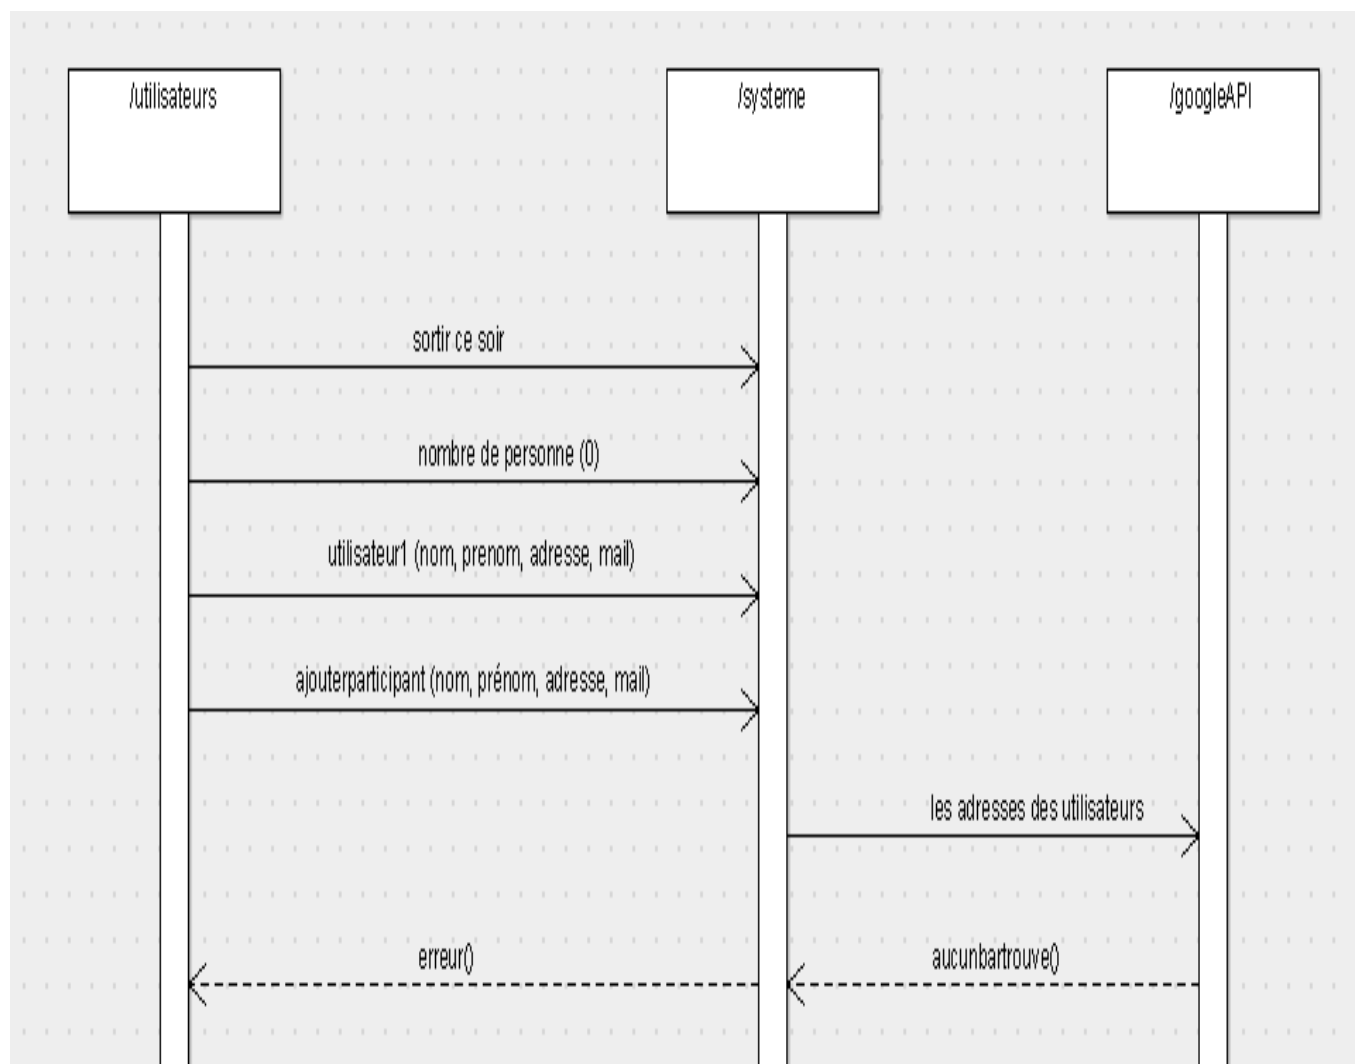 /utilisateurs
/systeme
/googleAPI
sortir ce soir
nombre de personne (0)
utilisateur1 (nom, prenom, adresse, mail)
ajouterparticipant (nom, prénom, adresse, mail)
les adresses des utilisateurs
erreur()
aucunbartrouve()